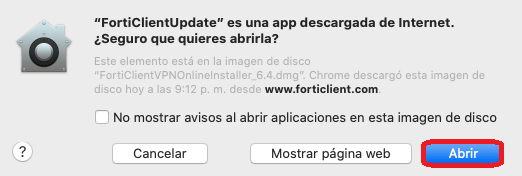 “FortiClientUpdate” es una app descargada de Internet.
¿Seguro que quieres abrirla?
Este elemento está en la imagen de disco
“FortiClientVPNOnlineInstaller_6.4.dmg”. Chrome descargó esta imagen de
disco hoy a las 9:12 p. m. desde www.forticlient.com.
No mostrar avisos al abrir aplicaciones en esta imagen de disco
? Cancelar Mostrar página web Abrir